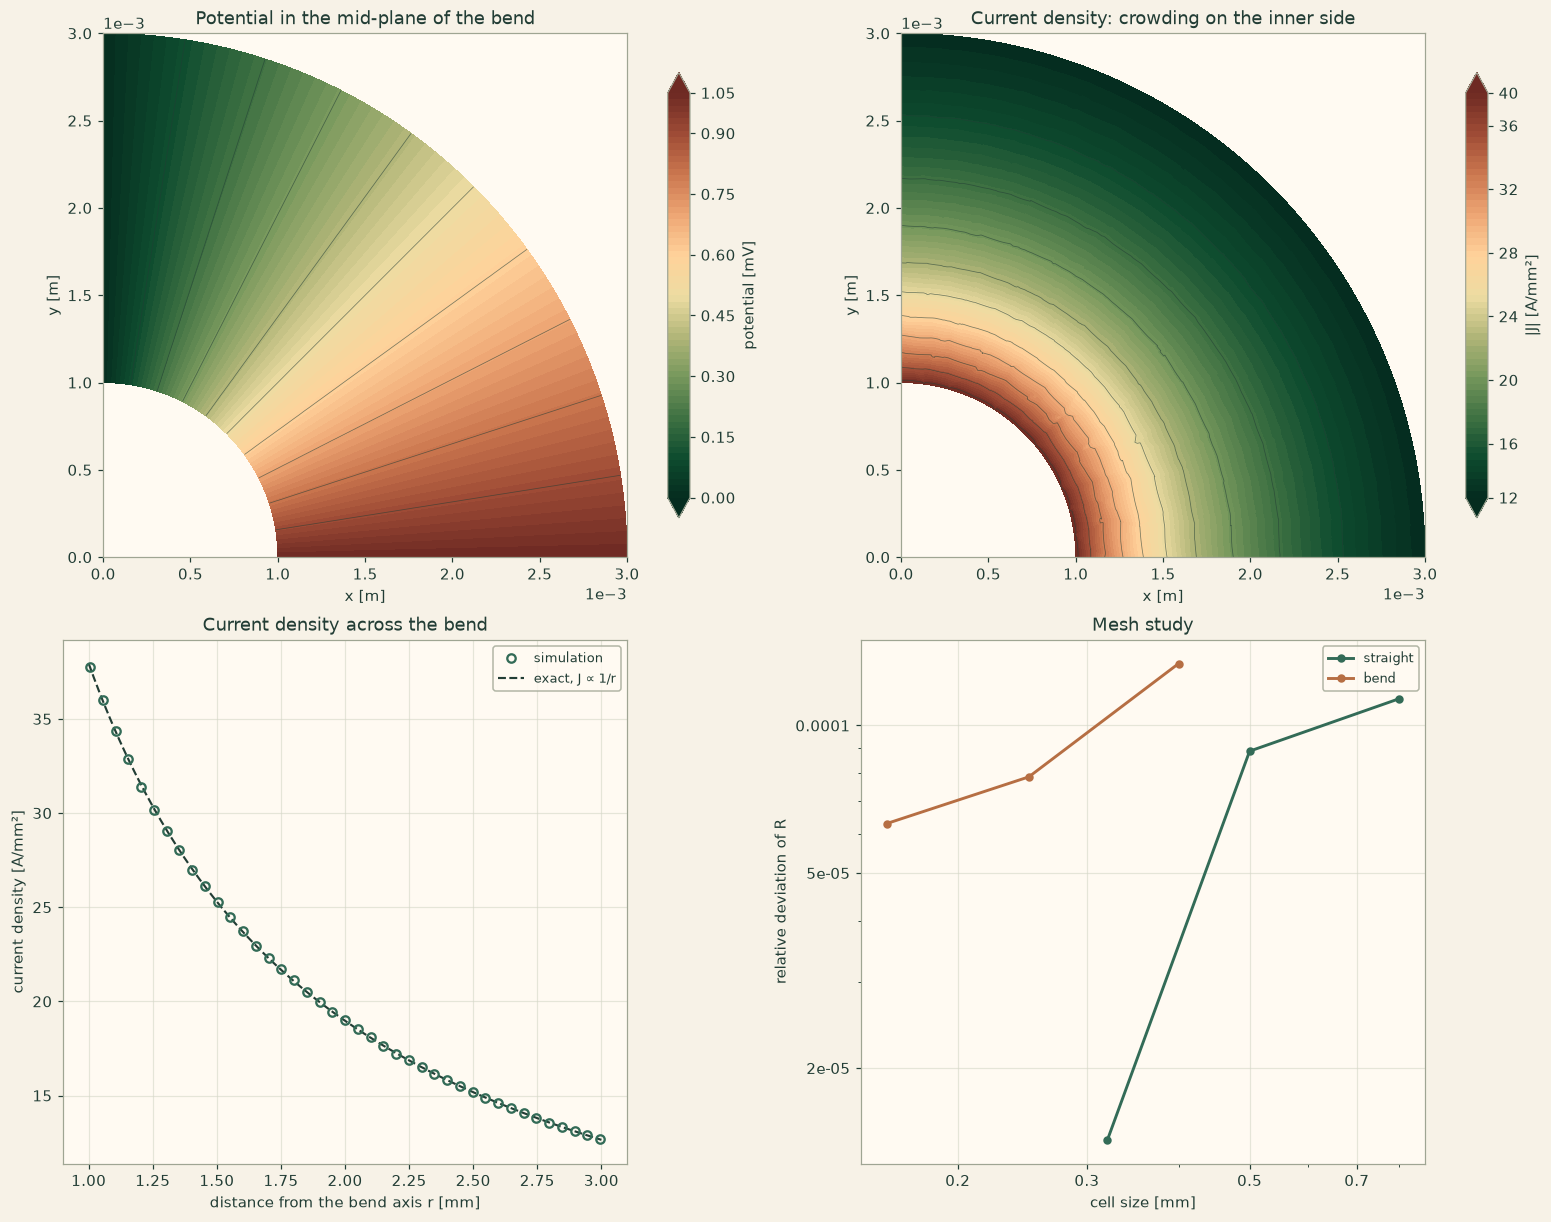 Potential in the mid-plane of the bend
1e−3
3.0
2.5
2.0
1.5
1.0
0.5
0.0
y [m]
0.0 0.5 1.0 1.5 2.0 2.5 3.0
x [m]
1e−3
1.05
0.90
0.75
0.60
0.45
0.30
0.15
0.00
potential [mV]
Current density: crowding on the inner side
1e−3
3.0
2.5
2.0
1.5
1.0
0.5
0.0
y [m]
0.0 0.5 1.0 1.5 2.0 2.5 3.0
x [m]
1e−3
40
36
32
28
24
20
16
12
|J| [A/mm²]
Current density across the bend
simulation
exact, J ∝ 1/r
35
30
25
20
15
current density [A/mm²]
1.00 1.25 1.50 1.75 2.00 2.25 2.50 2.75 3.00
distance from the bend axis r [mm]
Mesh study
straight
bend
0.0001
5e-05
2e-05
relative deviation of R
0.2 0.3 0.5 0.7
cell size [mm]